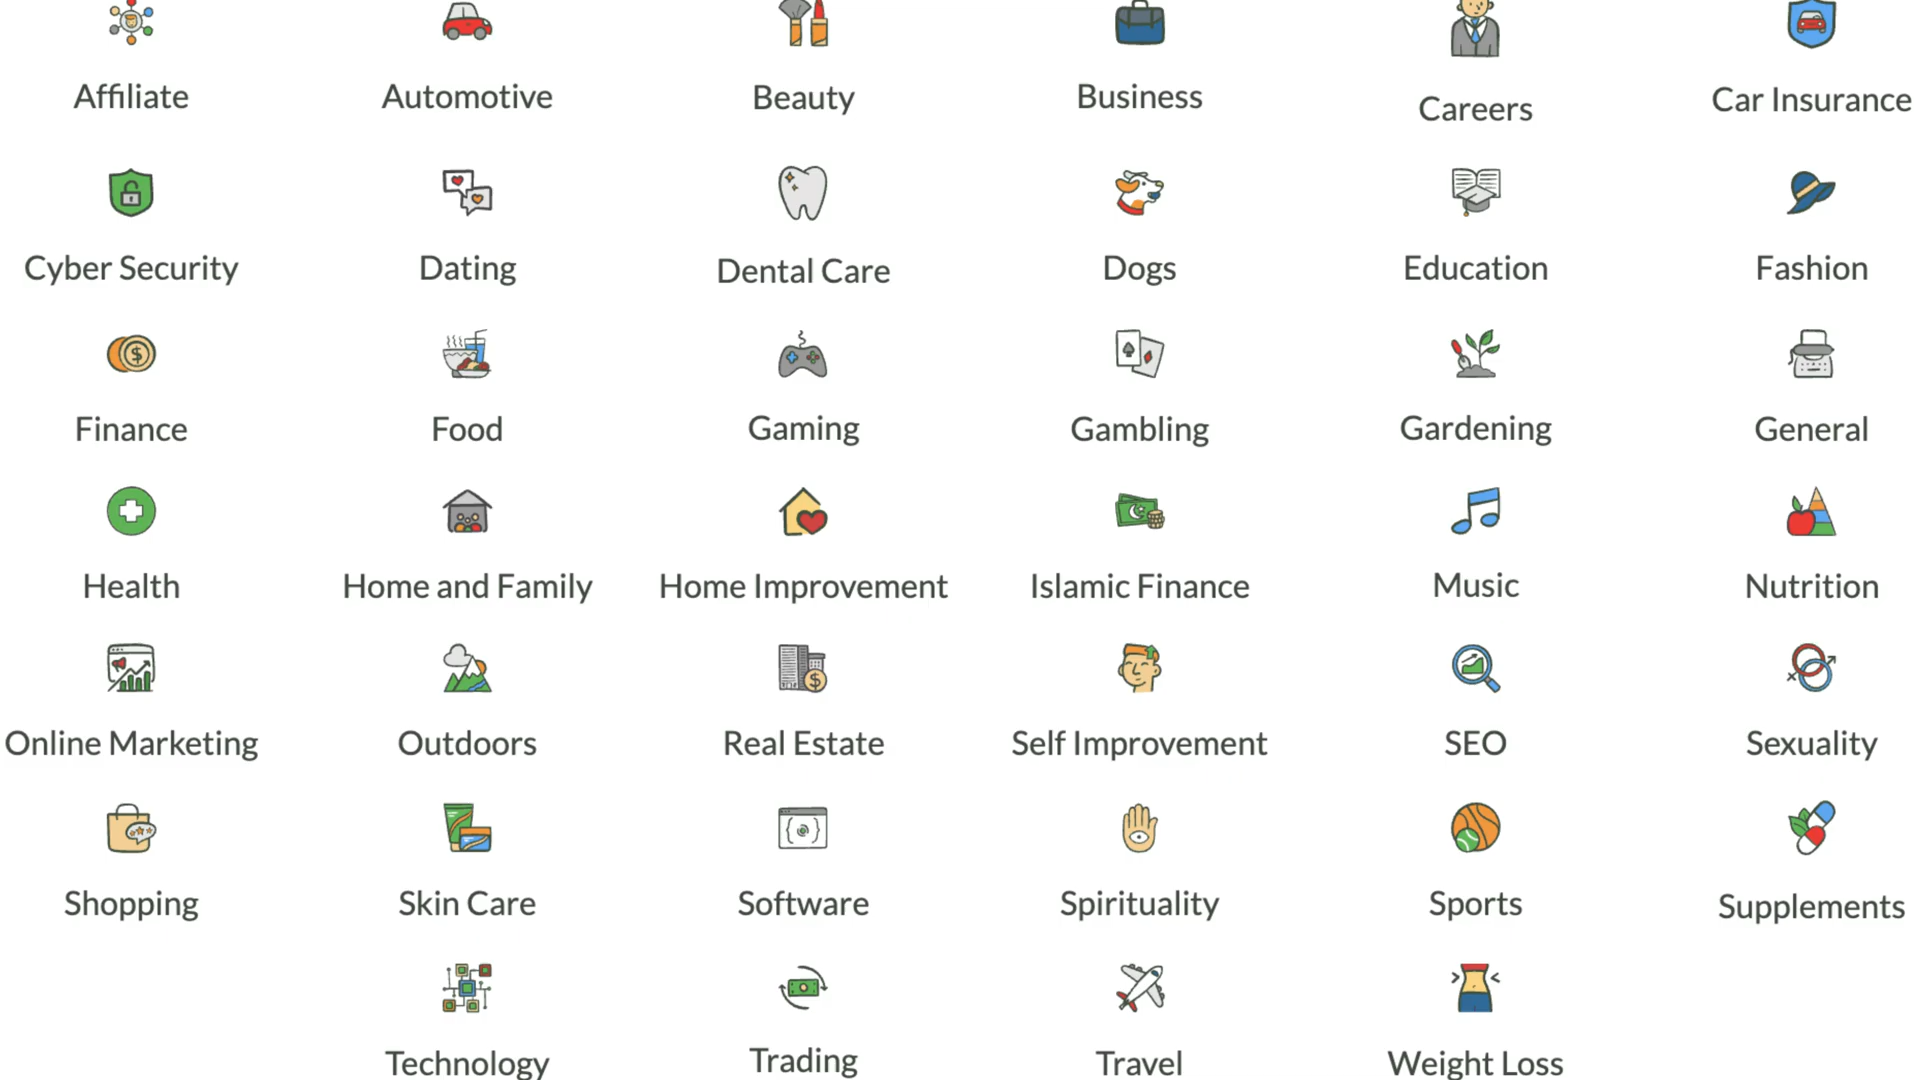 Affiliate
Automotive
Beauty
Business
Careers
Car Insurance
Cyber Security
Dating
Dental Care
Dogs
Education
Fashion
Finance
Food
Gaming
Gambling
Gardening
General
Health
Home and Family
Home Improvement
Islamic Finance
Music
Nutrition
Online Marketing
Outdoors
Real Estate
Self Improvement
SEO
Sexuality
Shopping
Skin Care
Software
Spirituality
Sports
Supplements
Technology
Trading
Travel
Weight Loss